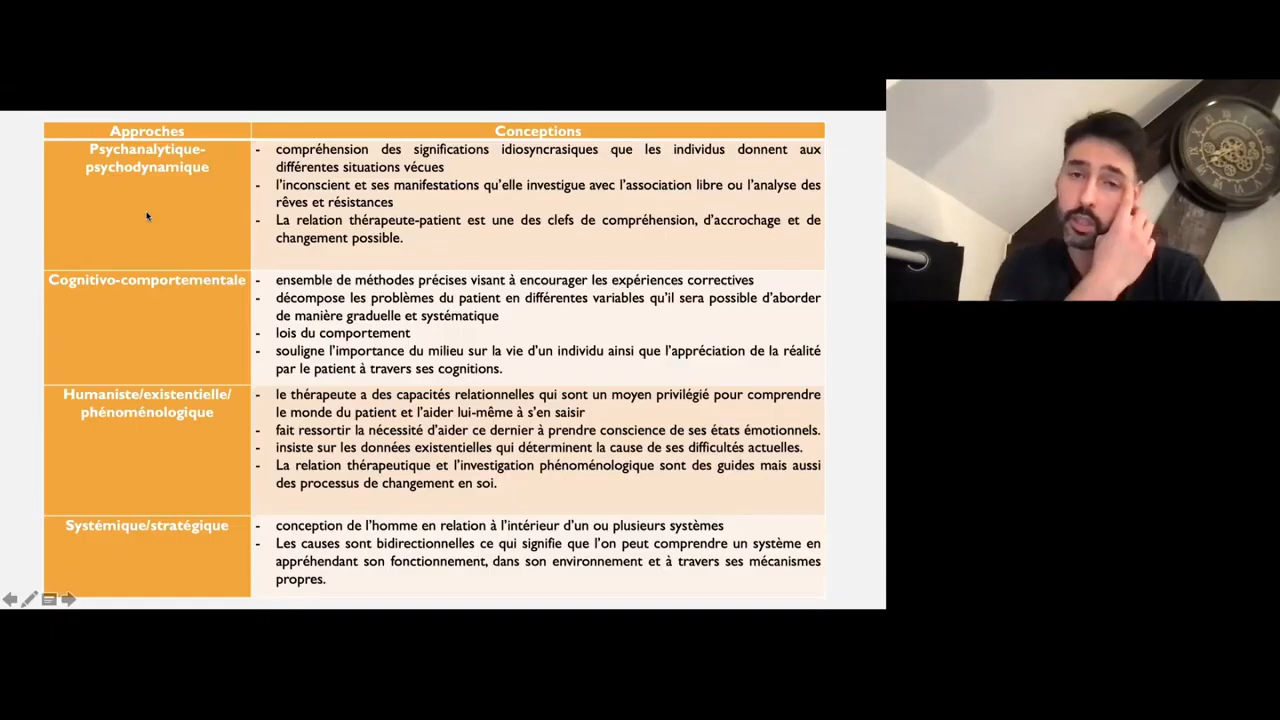 Approches
Conceptions
Psychanalytique-
psychodynamique
- compréhension des significations idiosyncrasiques que les individus donnent aux
différentes situations vécues
- l’inconscient et ses manifestations qu’elle investigue avec l’association libre ou l’analyse des
rêves et résistances
- La relation thérapeute-patient est une des clefs de compréhension, d’accrochage et de
changement possible.
Cognitivo-comportementale
- ensemble de méthodes précises visant à encourager les expériences correctives
- décompose les problèmes du patient en différentes variables qu’il sera possible d’aborder
de manière graduelle et systématique
- lois du comportement
- souligne l’importance du milieu sur la vie d’un individu ainsi que l’appréciation de la réalité
par le patient à travers ses cognitions.
Humaniste/existentielle/
phénoménologique
- le thérapeute a des capacités relationnelles qui sont un moyen privilégié pour comprendre
le monde du patient et l’aider lui-même à s’en saisir
- fait ressortir la nécessité d’aider ce dernier à prendre conscience de ses états émotionnels.
- insiste sur les données existentielles qui déterminent la cause de ses difficultés actuelles.
- La relation thérapeutique et l’investigation phénoménologique sont des guides mais aussi
des processus de changement en soi.
Systémique/stratégique
- conception de l’homme en relation à l’intérieur d’un ou plusieurs systèmes
- Les causes sont bidirectionnelles ce qui signifie que l’on peut comprendre un système en
appréhendant son fonctionnement, dans son environnement et à travers ses mécanismes
propres.